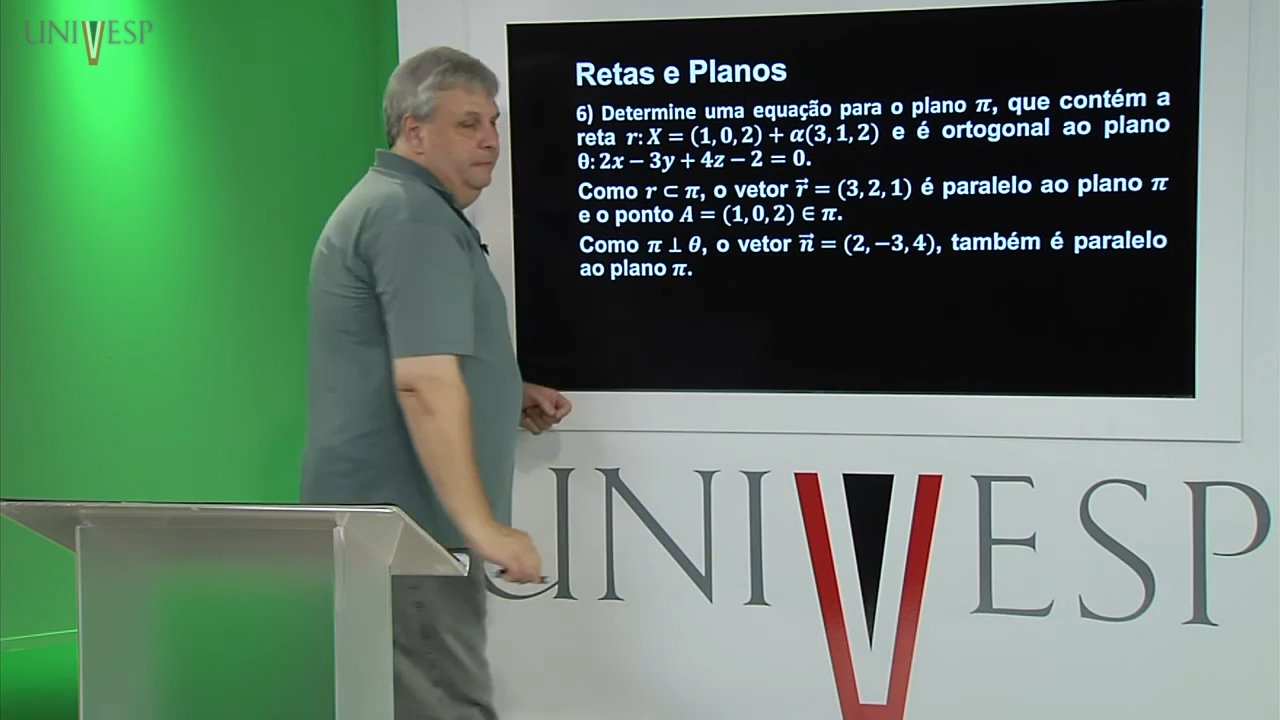 UNIVESP
Retas e Planos
6) Determine uma equação para o plano π, que contém a
reta r: X = (1, 0, 2) + α(3, 1, 2) e é ortogonal ao plano
θ: 2x − 3y + 4z − 2 = 0.
Como r ⊂ π, o vetor r⃗ = (3, 2, 1) é paralelo ao plano π
e o ponto A = (1, 0, 2) ∈ π.
Como π ⊥ θ, o vetor n⃗ = (2, −3, 4), também é paralelo
ao plano π.
UNIVESP